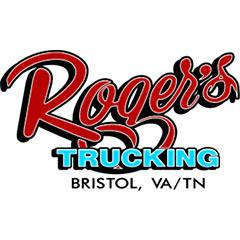 Roger's
TRUCKING
BRISTOL, VA/TN